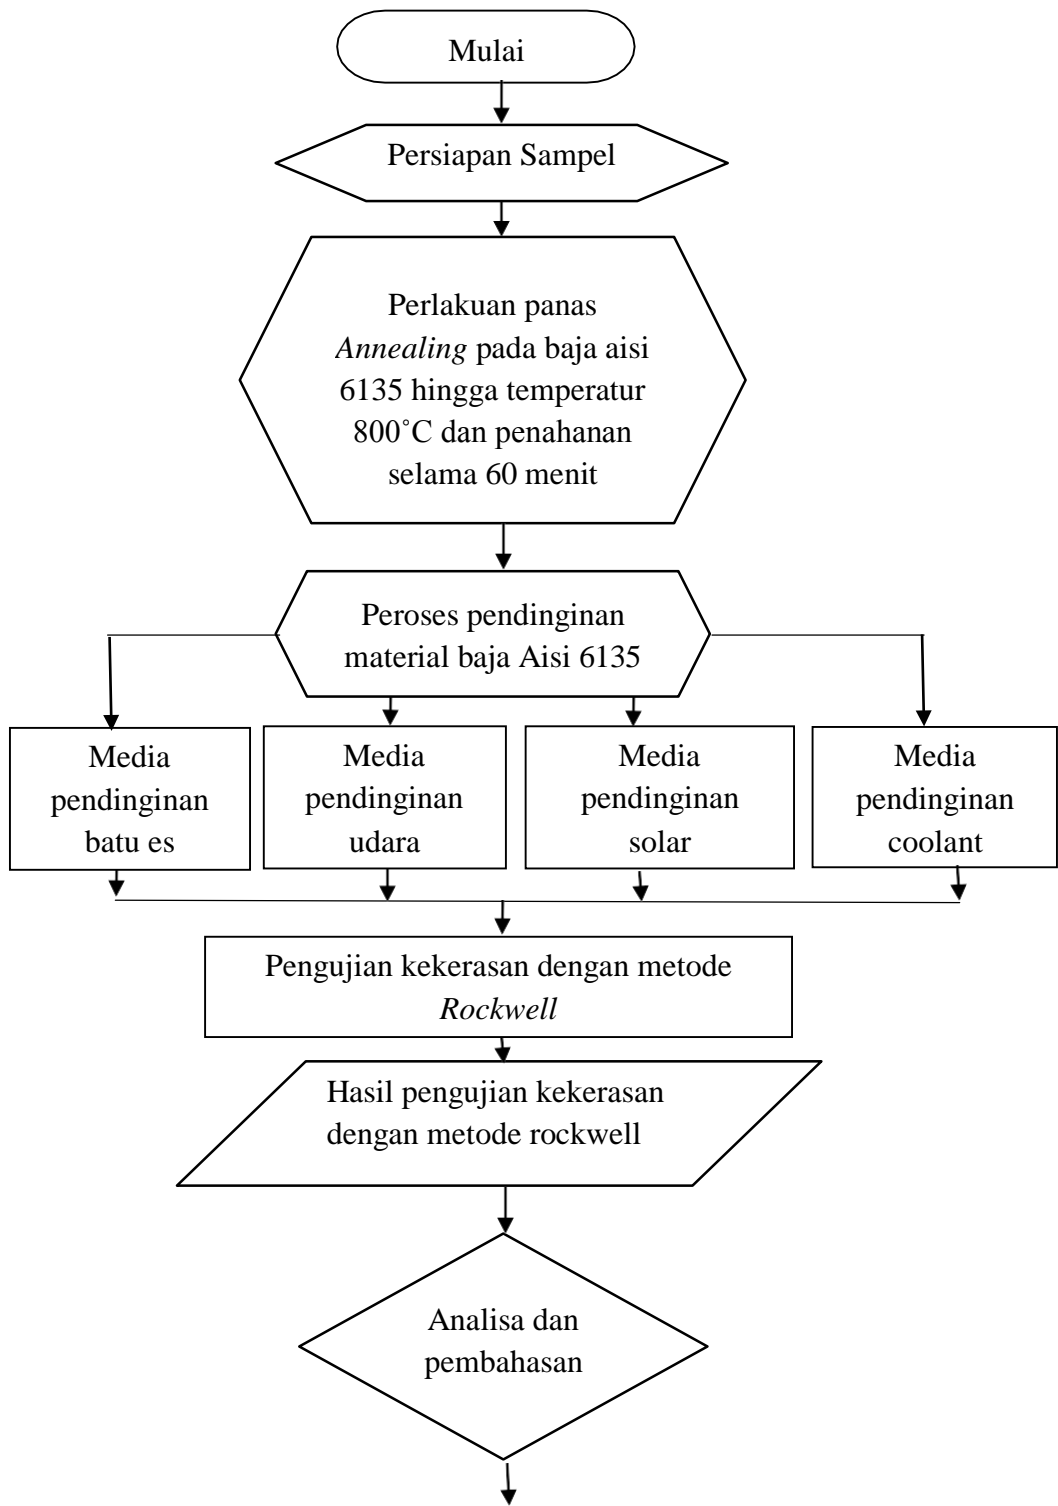 Mulai
Persiapan Sampel
Perlakuan panas
Annealing pada baja aisi
6135 hingga temperatur
800˚C dan penahanan
selama 60 menit
Peroses pendinginan
material baja Aisi 6135
Media
pendinginan
batu es
Media
pendinginan
udara
Media
pendinginan
solar
Media
pendinginan
coolant
Pengujian kekerasan dengan metode
Rockwell
Hasil pengujian kekerasan
dengan metode rockwell
Analisa dan
pembahasan